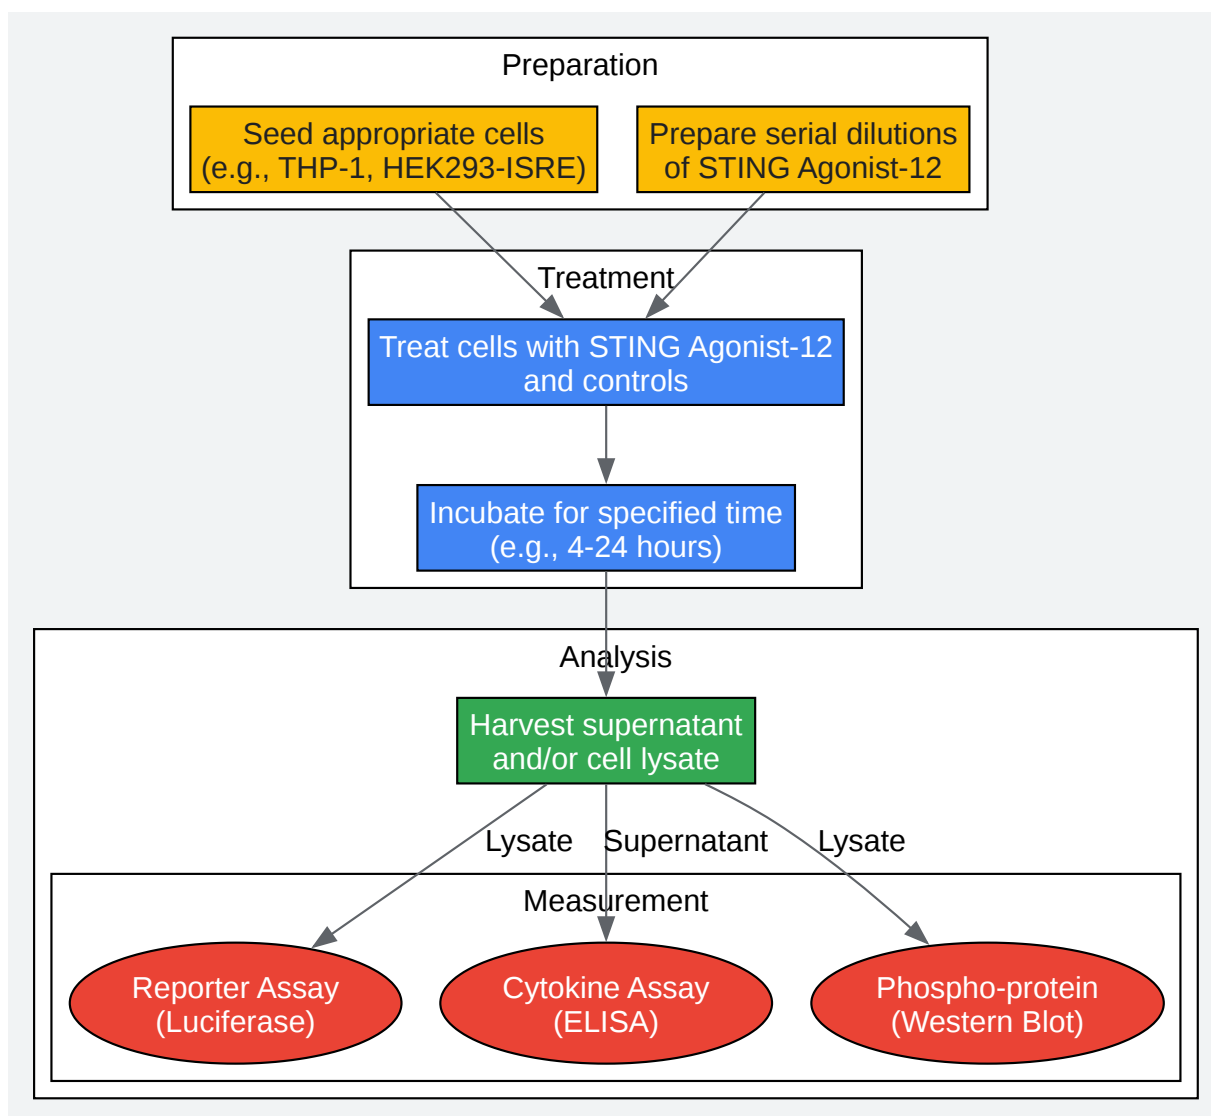 Preparation
Seed appropriate cells
(e.g., THP-1, HEK293-ISRE)
Prepare serial dilutions
of STING Agonist-12
Treatment
Treat cells with STING Agonist-12
and controls
Incubate for specified time
(e.g., 4-24 hours)
Analysis
Harvest supernatant
and/or cell lysate
Lysate
Supernatant
Lysate
Measurement
Reporter Assay
(Luciferase)
Cytokine Assay
(ELISA)
Phospho-protein
(Western Blot)